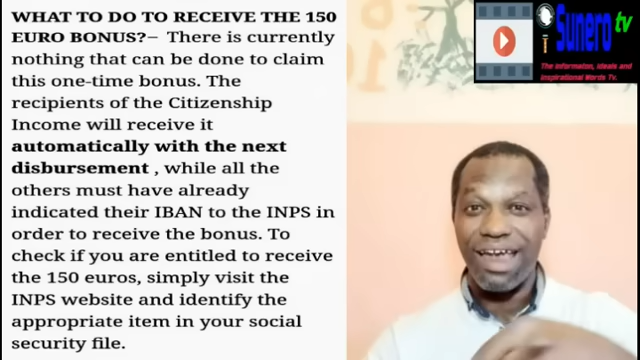 WHAT TO DO TO RECEIVE THE 150
EURO BONUS?– There is currently
nothing that can be done to claim
this one-time bonus. The
recipients of the Citizenship
Income will receive it
automatically with the next
disbursement , while all the
others must have already
indicated their IBAN to the INPS in
order to receive the bonus. To
check if you are entitled to receive
the 150 euros, simply visit the
INPS website and identify the
appropriate item in your social
security file.
Sunero tv
The Information, Ideals and
Inspirational Words Tv.